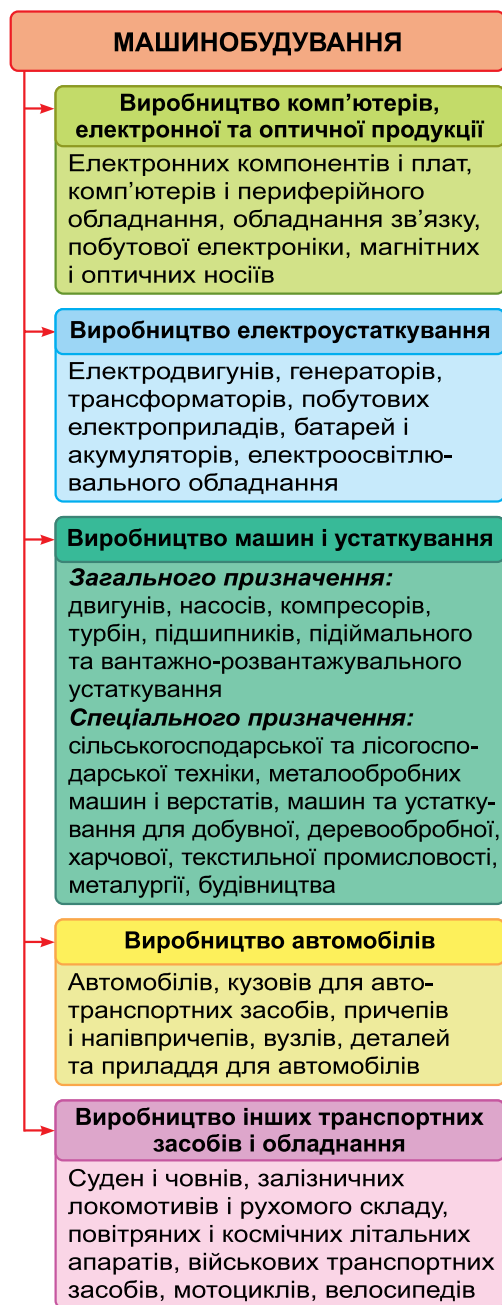 МАШИНОБУДУВАННЯ
Виробництво комп’ютерів,
електронної та оптичної продукції
Електронних компонентів і плат,
комп’ютерів і периферійного
обладнання, обладнання зв’язку,
побутової електроніки, магнітних
і оптичних носіїв
Виробництво електроустаткування
Електродвигунів, генераторів,
трансформаторів, побутових
електроприладів, батарей і
акумуляторів, електроосвітлю-
вального обладнання
Виробництво машин і устаткування
Загального призначення:
двигунів, насосів, компресорів,
турбін, підшипників, підіймального
та вантажно-розвантажувального
устаткування
Спеціального призначення:
сільськогосподарської та лісогоспо-
дарської техніки, металообробних
машин і верстатів, машин та устатку-
вання для добувної, деревообробної,
харчової, текстильної промисловості,
металургії, будівництва
Виробництво автомобілів
Автомобілів, кузовів для авто-
транспортних засобів, причепів
і напівпричепів, вузлів, деталей
та приладдя для автомобілів
Виробництво інших транспортних
засобів і обладнання
Суден і човнів, залізничних
локомотивів і рухомого складу,
повітряних і космічних літальних
апаратів, військових транспортних
засобів, мотоциклів, велосипедів